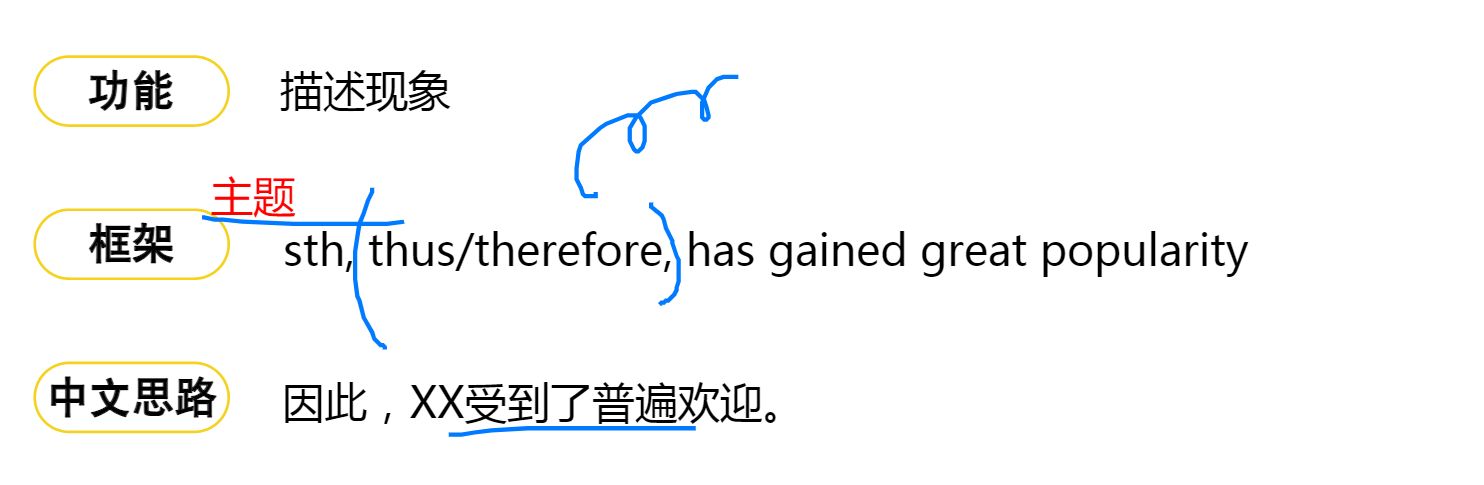 功能 描述现象
主题
框架 sth, thus/therefore, has gained great popularity
中文思路 因此，XX受到了普遍欢迎。